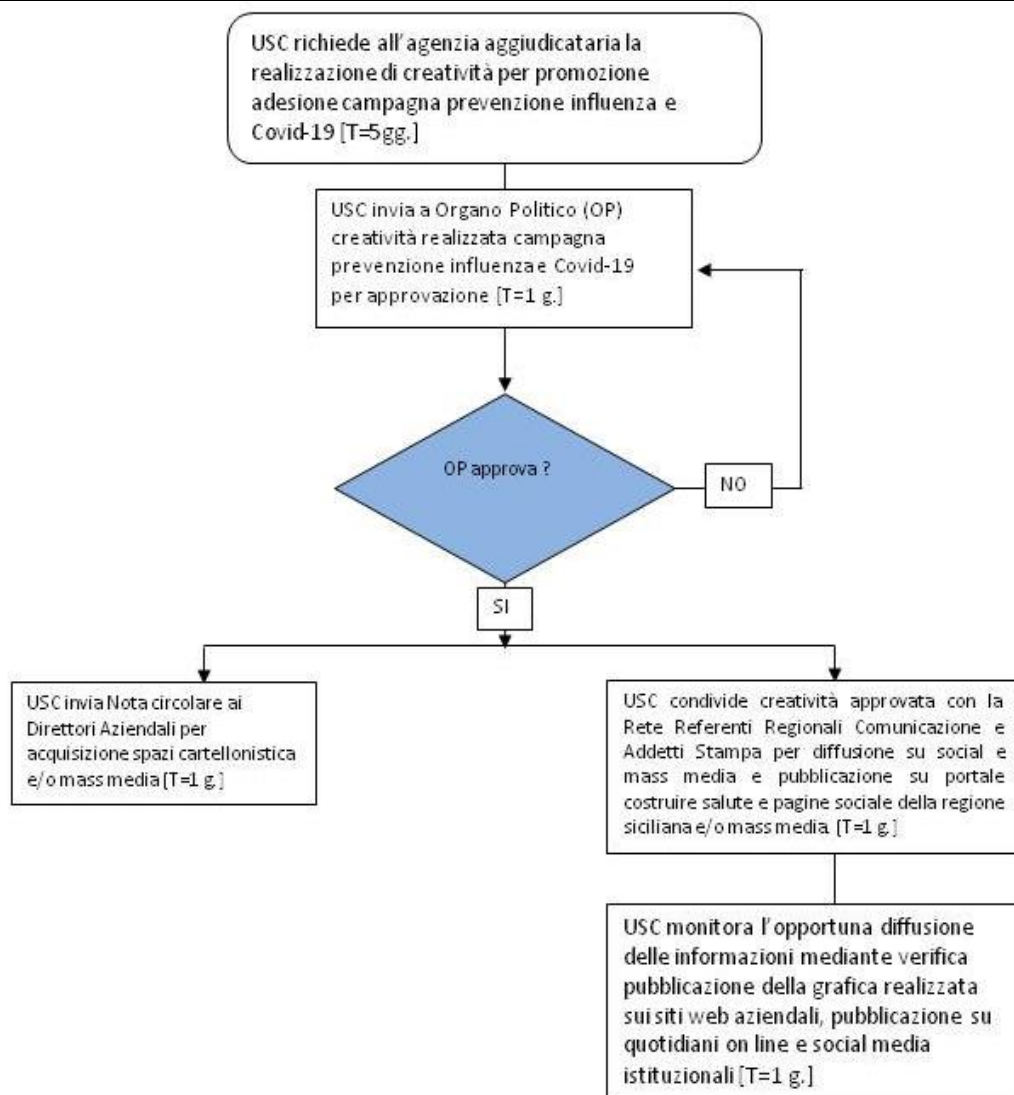 USC richiede all'agenzia aggiudicataria la
realizzazione di creatività per promozione
adesione campagna prevenzione influenza e
Covid-19 [T=5gg.]
USC invia a Organo Politico (OP)
creatività realizzata campagna
prevenzione influenza e Covid-19
per approvazione [T=1 g.]
OP approva ?
NO
SI
USC invia Nota circolare ai
Direttori Aziendali per
acquisizione spazi cartellonistica
e/o mass media [T=1 g.]
USC condivide creatività approvata con la
Rete Referenti Regionali Comunicazione e
Addetti Stampa per diffusione su social e
mass media e pubblicazione su portale
costruire salute e pagine sociale della regione
siciliana e/o mass media. [T=1 g.]
USC monitora l'opportuna diffusione
delle informazioni mediante verifica
pubblicazione della grafica realizzata
sui siti web aziendali, pubblicazione su
quotidiani on line e social media
istituzionali [T=1 g.]